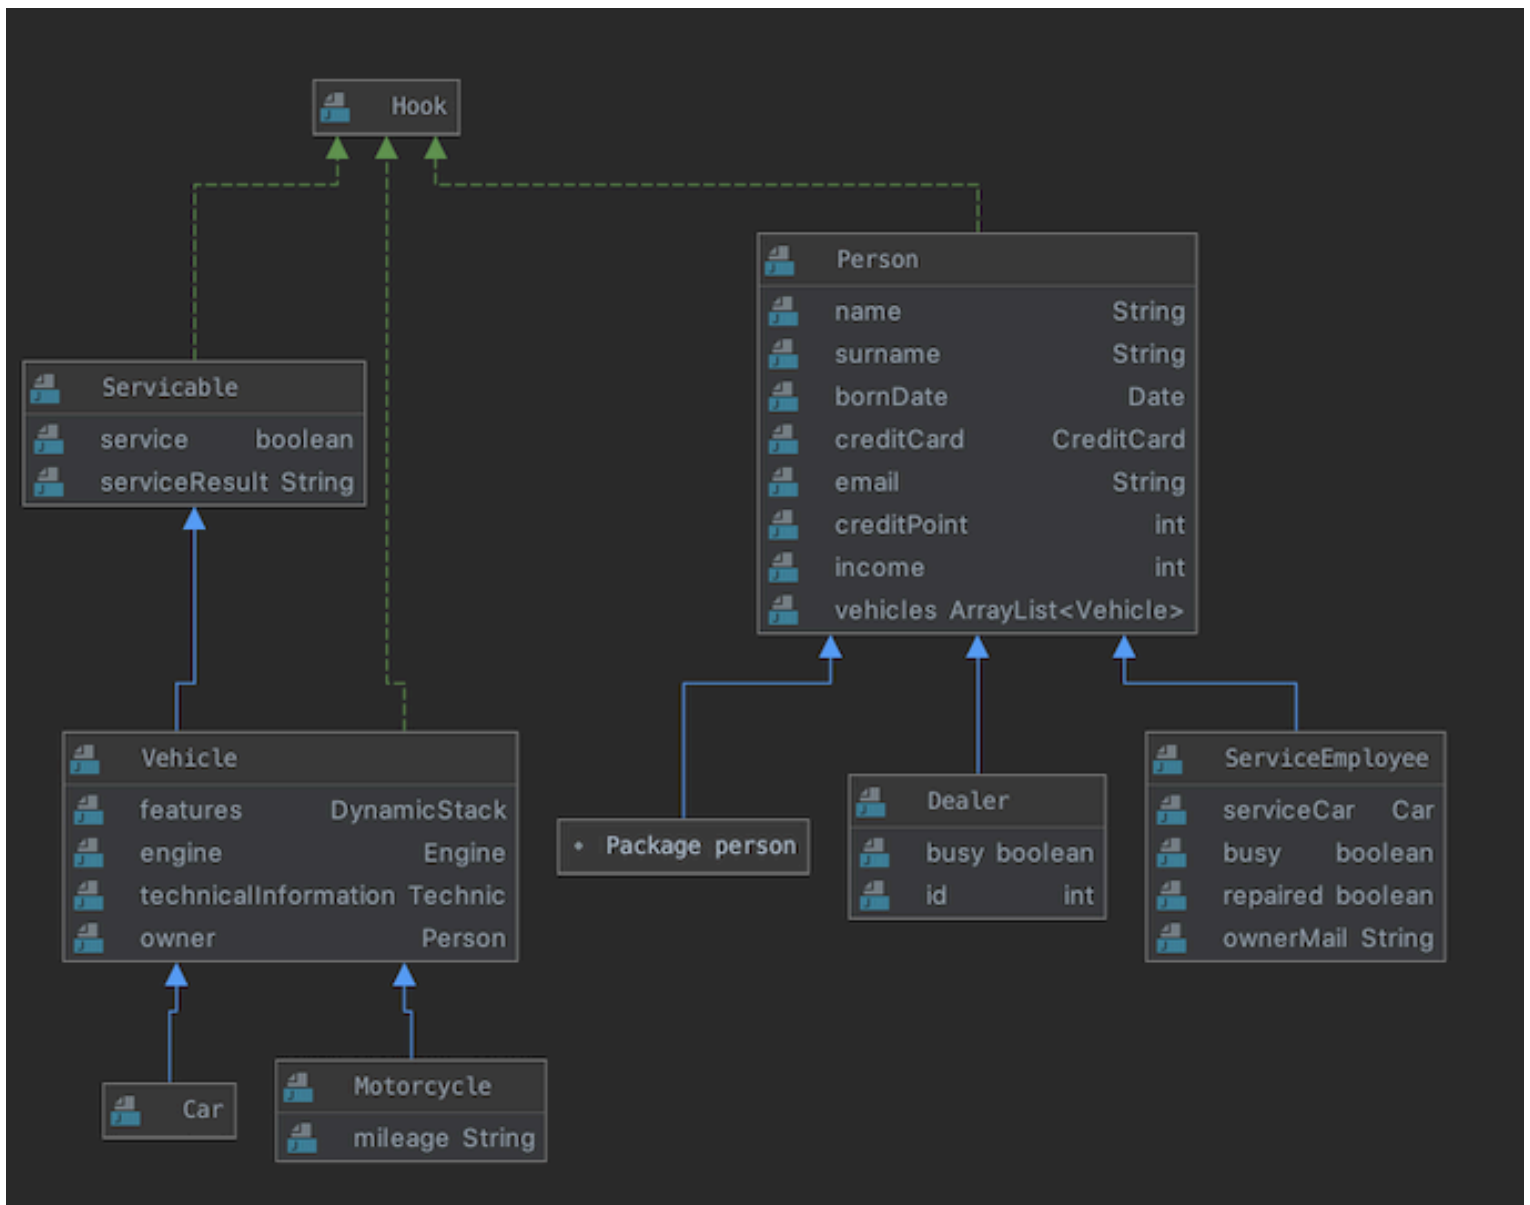 Hook
Person
name String
surname String
bornDate Date
creditCard CreditCard
email String
creditPoint int
income int
vehicles ArrayList<Vehicle>
Servicable
service boolean
serviceResult String
Vehicle
features DynamicStack
engine Engine
technicalInformation Technic
owner Person
Package person
Dealer
busy boolean
id int
ServiceEmployee
serviceCar Car
busy boolean
repaired boolean
ownerMail String
Car
Motorcycle
mileage String